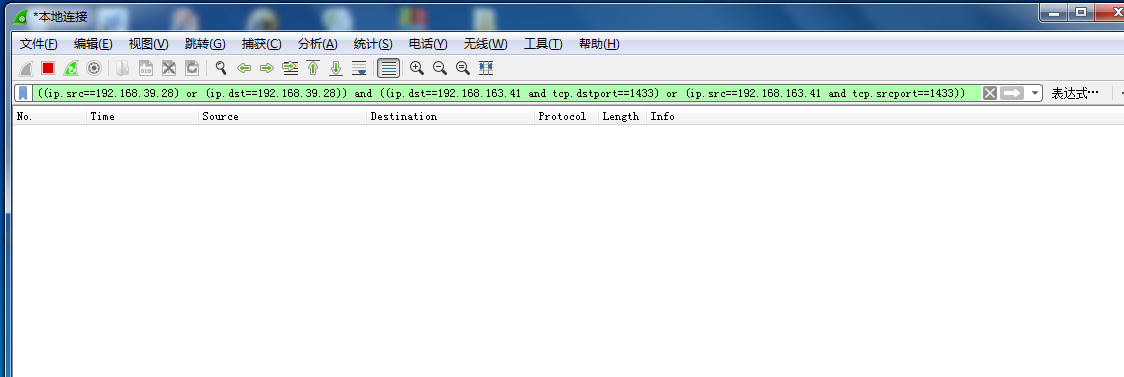 *本地连接
文件(F) 编辑(E) 视图(V) 跳转(G) 捕获(C) 分析(A) 统计(S) 电话(Y) 无线(W) 工具(T) 帮助(H)
((ip.src==192.168.39.28) or (ip.dst==192.168.39.28)) and ((ip.dst==192.168.163.41 and tcp.dstport==1433) or (ip.src==192.168.163.41 and tcp.srcport==1433)) 表达式…
No. Time Source Destination Protocol Length Info